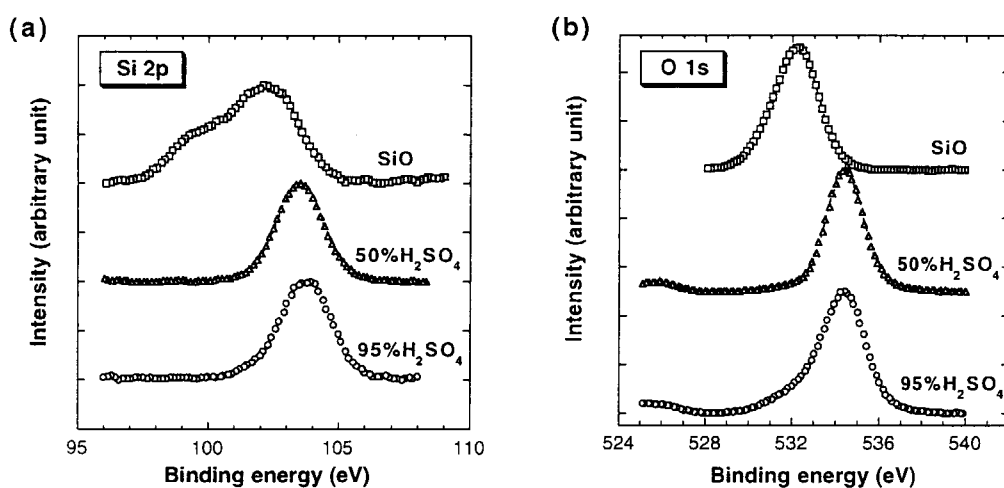 (a)
Si 2p
SiO
50%H₂SO₄
95%H₂SO₄
Intensity (arbitrary unit)
95 100 105 110
Binding energy (eV)
(b)
O 1s
SiO
50%H₂SO₄
95%H₂SO₄
Intensity (arbitrary unit)
524 528 532 536 540
Binding energy (eV)